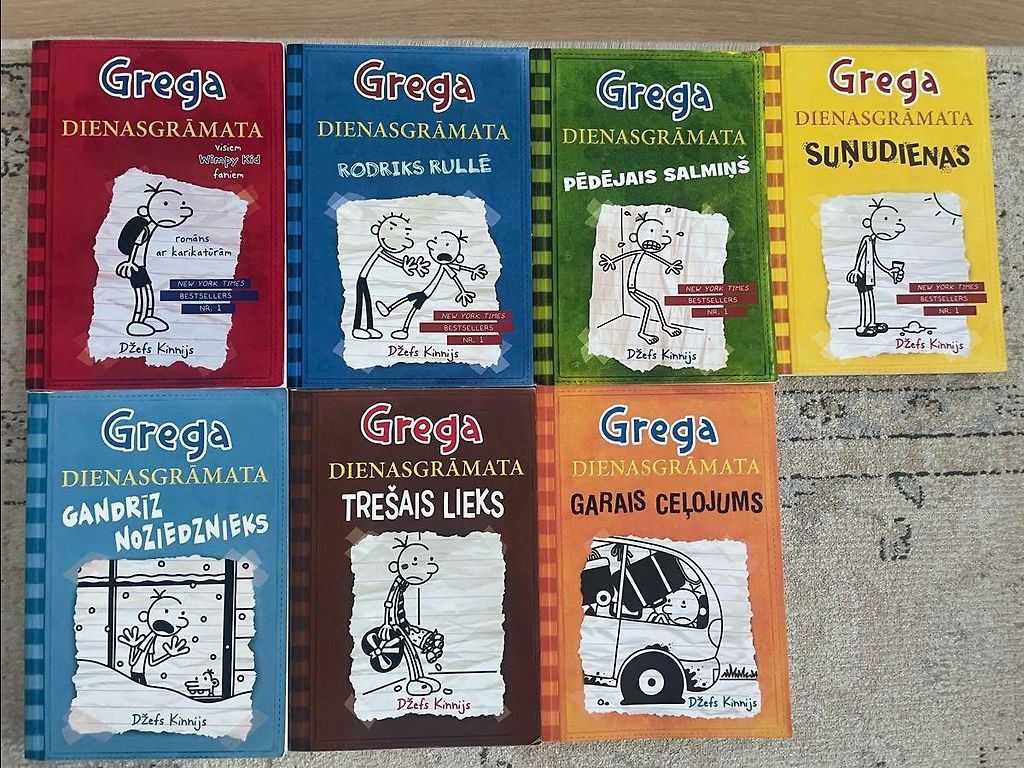 Grega
DIENASGRĀMATA
visiem
Wimpy Kid
faniem
romāns
ar karikatūrām
NEW YORK TIMES
BESTSELLERS
NR. 1
Džefs Kinnijs
Grega
DIENASGRĀMATA
RODRIKS RULLĒ
NEW YORK TIMES
BESTSELLERS
NR. 1
Džefs Kinnijs
Grega
DIENASGRĀMATA
PĒDĒJAIS SALMIŅŠ
NEW YORK TIMES
BESTSELLERS
NR. 1
Džefs Kinnijs
Grega
DIENASGRĀMATA
SUŅUDIENAS
NEW YORK TIMES
BESTSELLERS
NR. 1
Džefs Kinnijs
Grega
DIENASGRĀMATA
GANDRĪZ
NOZIEDZNIEKS
Džefs Kinnijs
Grega
DIENASGRĀMATA
TREŠAIS LIEKS
Džefs Kinnijs
Grega
DIENASGRĀMATA
GARAIS CEĻOJUMS
Džefs Kinnijs